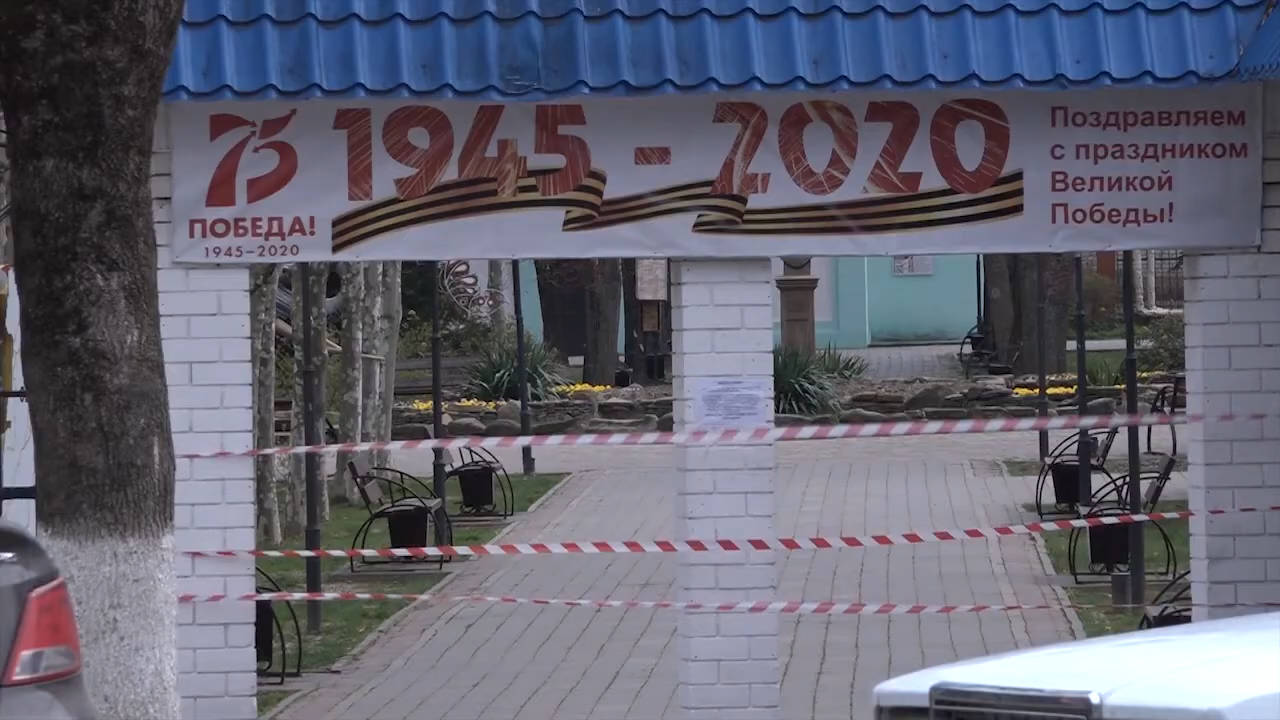 75
ПОБЕДА!
1945–2020
1945 - 2020
Поздравляем
с праздником
Великой
Победы!